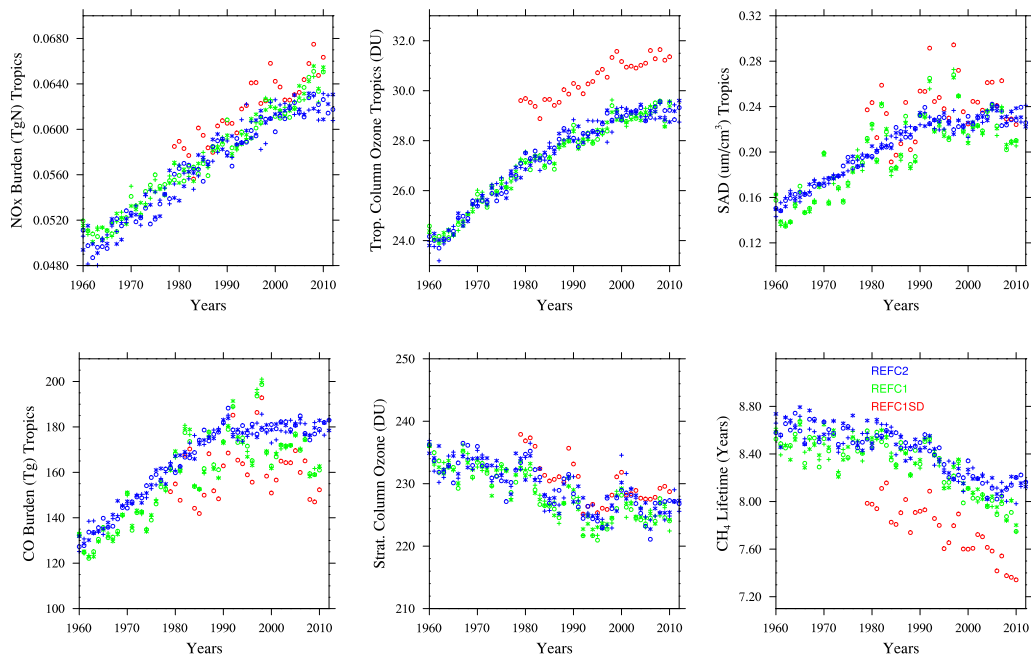 NOx Burden (TgN) Tropics
0.0680
0.0640
0.0600
0.0560
0.0520
0.0480
1960 1970 1980 1990 2000 2010
Years
Trop. Column Ozone Tropics (DU)
32.0
30.0
28.0
26.0
24.0
1960 1970 1980 1990 2000 2010
Years
SAD (um/cm³) Tropics
0.32
0.28
0.24
0.20
0.16
0.12
1960 1970 1980 1990 2000 2010
Years
CO Burden (Tg) Tropics
200
180
160
140
120
100
1960 1970 1980 1990 2000 2010
Years
Strat. Column Ozone (DU)
250
240
230
220
210
1960 1970 1980 1990 2000 2010
Years
CH₄ Lifetime (Years)
8.80
8.40
8.00
7.60
7.20
REFC2
REFC1
REFC1SD
1960 1970 1980 1990 2000 2010
Years